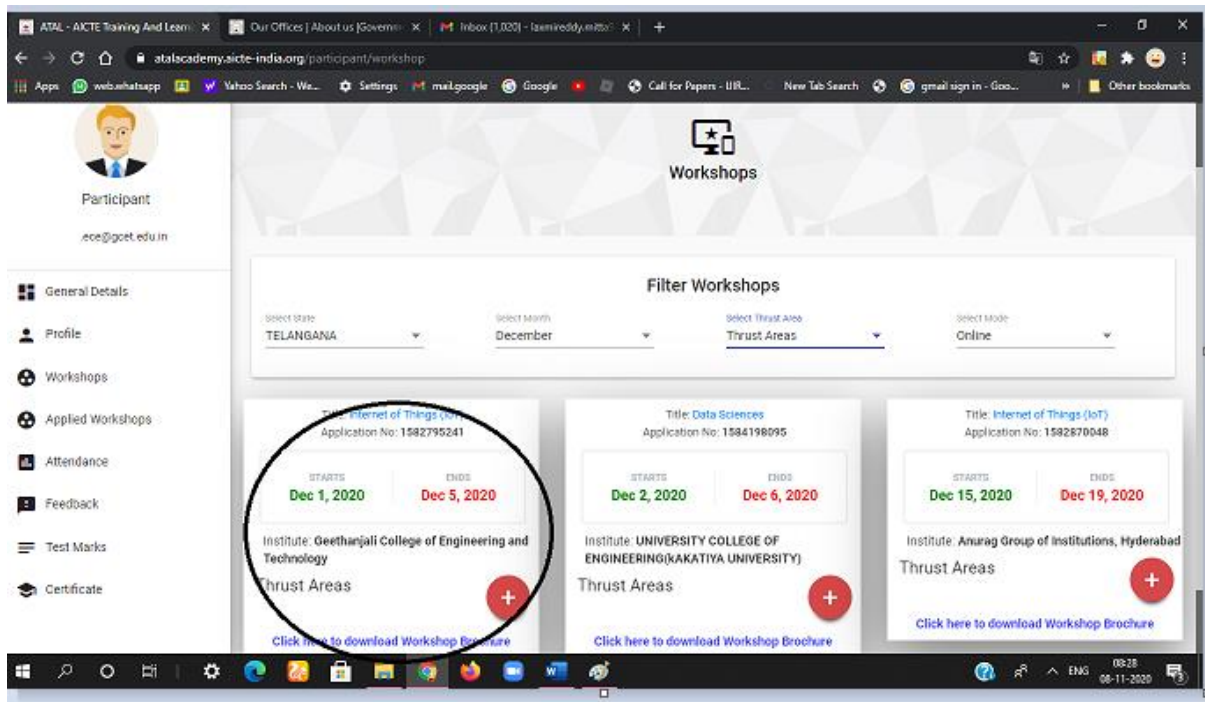 ATAL - AICTE Training And Learn
Our Offices | About us |Governm
Inbox (1,020) - laxmireddy.mitta
atalacademy.aicte-india.org/participant/workshop
Apps
web.whatsapp
Yahoo Search - We...
Settings
mail.google
Google
Call for Papers - IJIR...
New Tab Search
gmail sign in - Goo...
Other bookmarks
Participant
.ece@gcet.edu.in
General Details
Profile
Workshops
Applied Workshops
Attendance
Feedback
Test Marks
Certificate
Workshops
Filter Workshops
Select State
TELANGANA
Select Month
December
Select Thrust Area
Thrust Areas
Select Mode
Online
Title: Internet of Things (IoT)
Application No: 1582795241
STARTS ENDS
Dec 1, 2020 Dec 5, 2020
Institute: Geethanjali College of Engineering and
Technology
Thrust Areas
+
Click here to download Workshop Brochure
Title: Data Sciences
Application No: 1584198095
STARTS ENDS
Dec 2, 2020 Dec 6, 2020
Institute: UNIVERSITY COLLEGE OF
ENGINEERING(KAKATIYA UNIVERSITY)
Thrust Areas
+
Click here to download Workshop Brochure
Title: Internet of Things (IoT)
Application No: 1582870048
STARTS ENDS
Dec 15, 2020 Dec 19, 2020
Institute: Anurag Group of Institutions, Hyderabad
Thrust Areas
+
Click here to download Workshop Brochure
ENG
08:28
08-11-2020